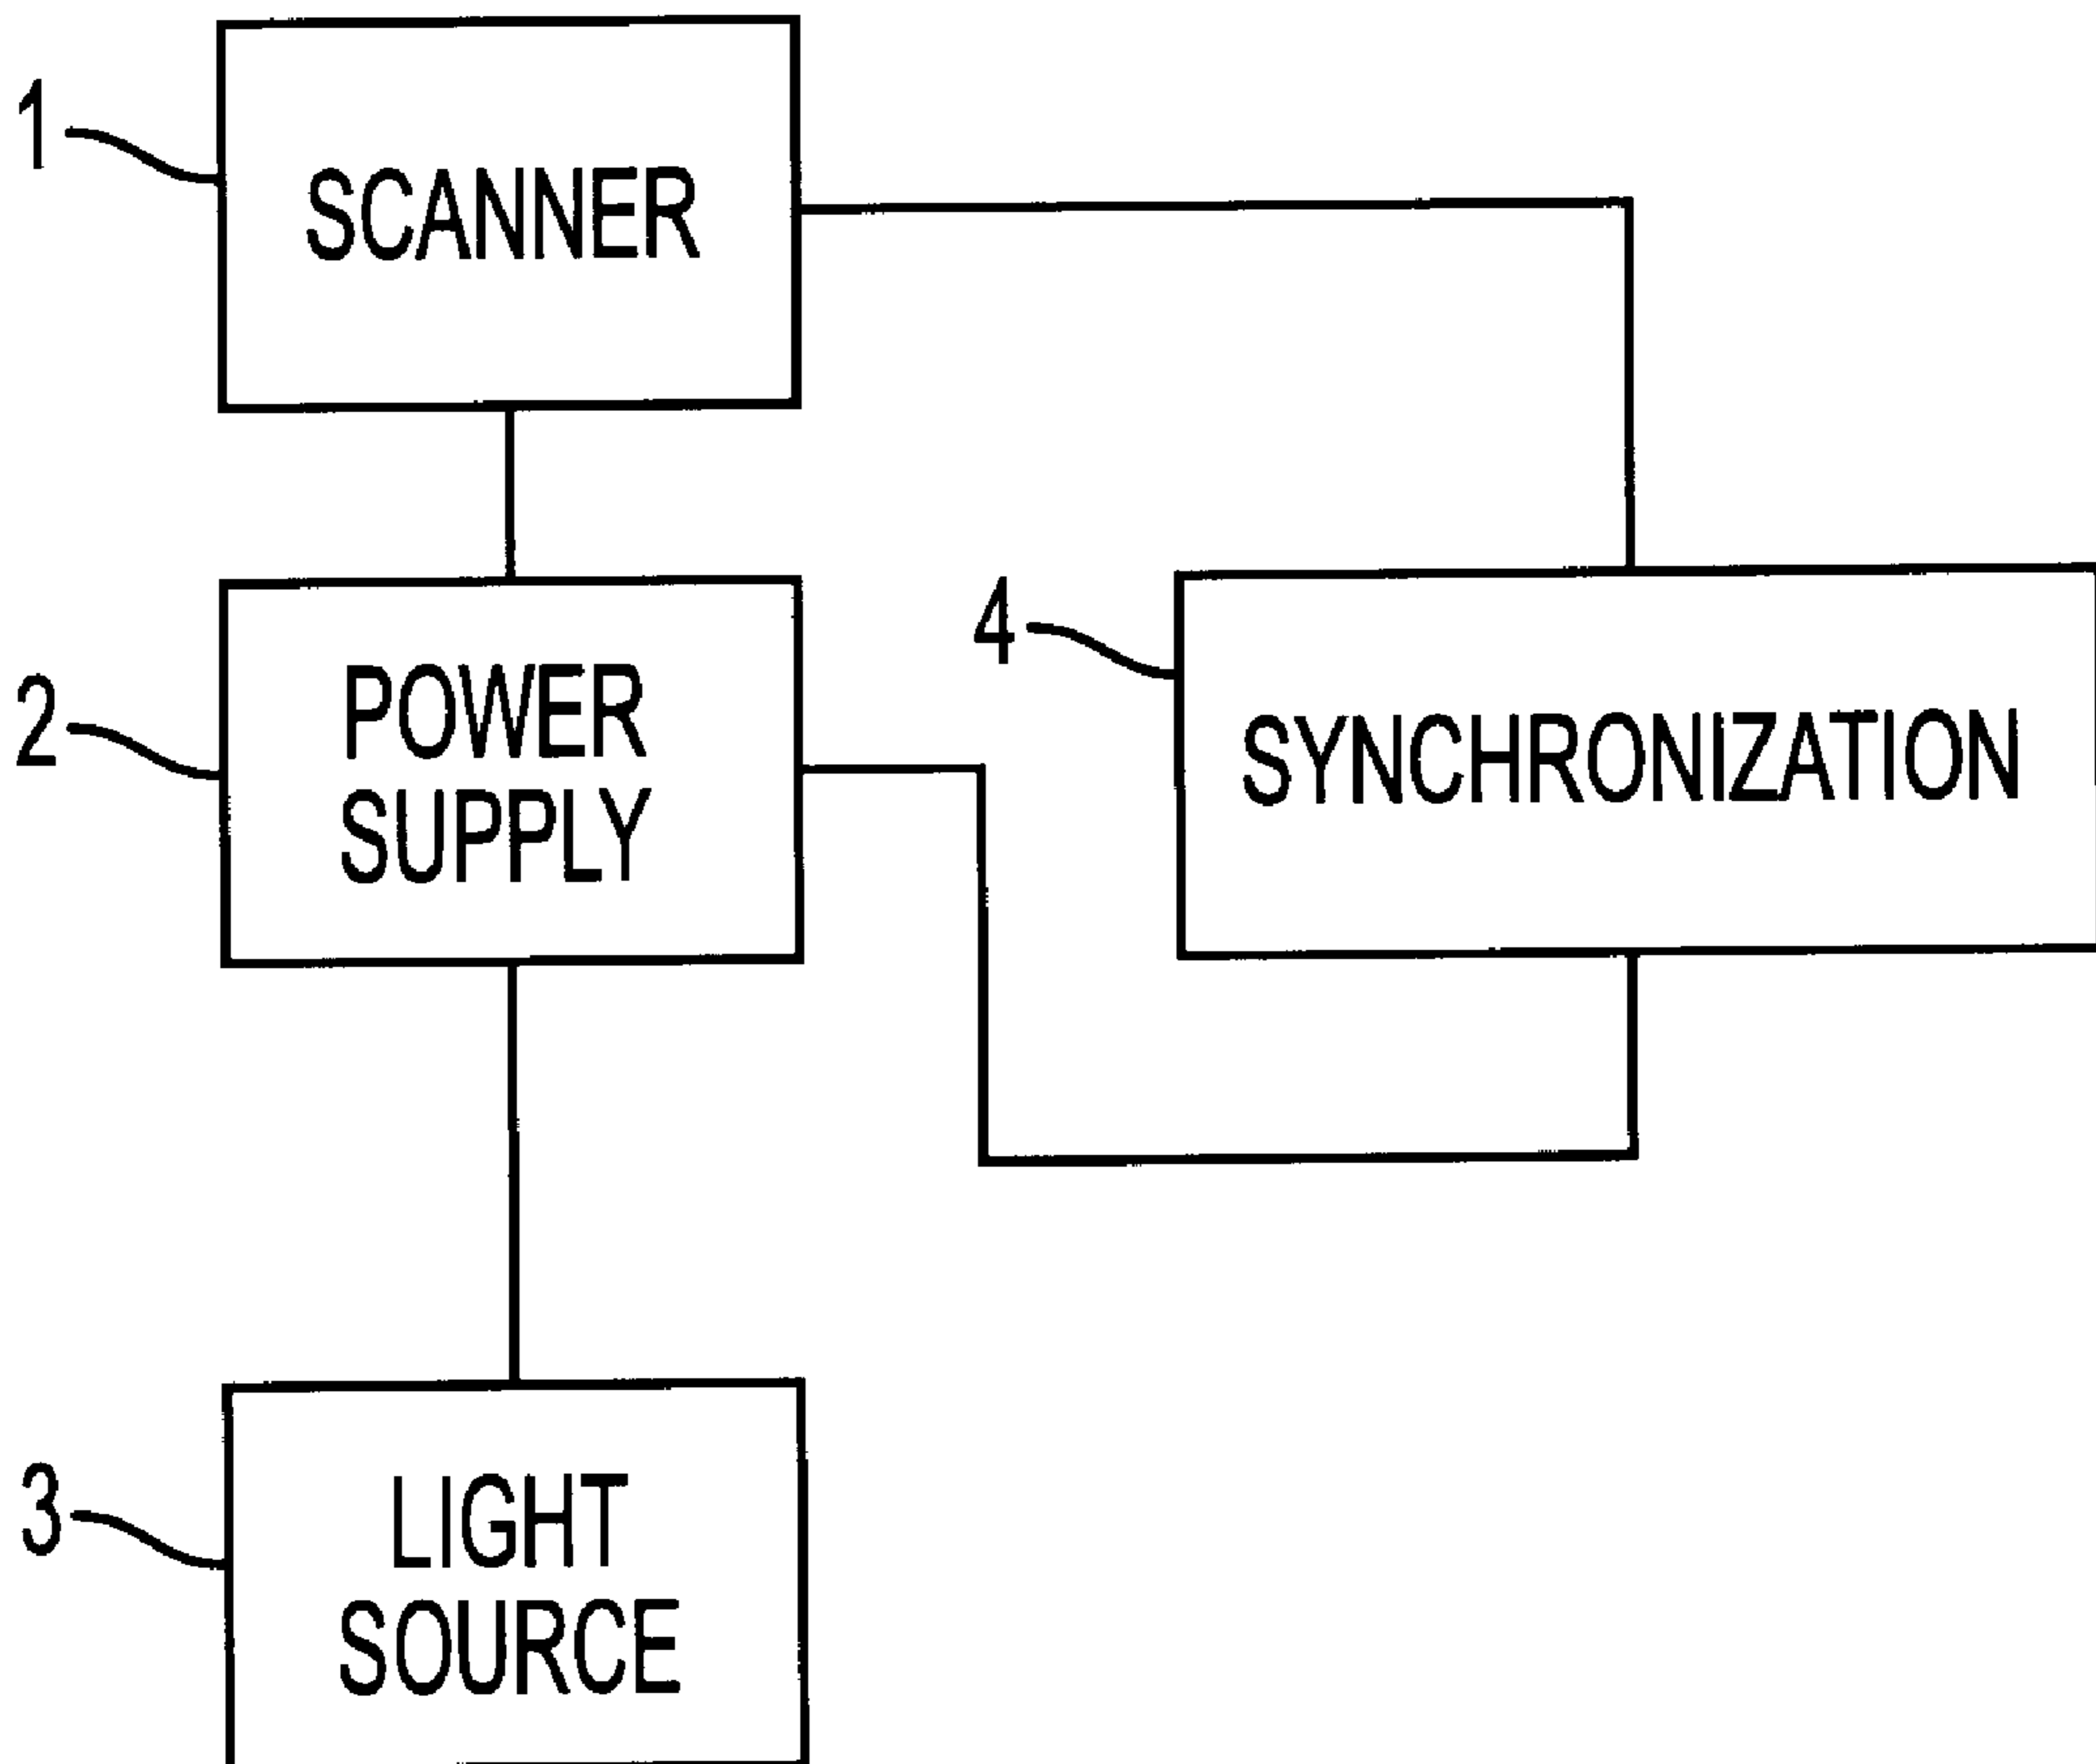 1
SCANNER
2
POWER
SUPPLY
4
SYNCHRONIZATION
3
LIGHT
SOURCE